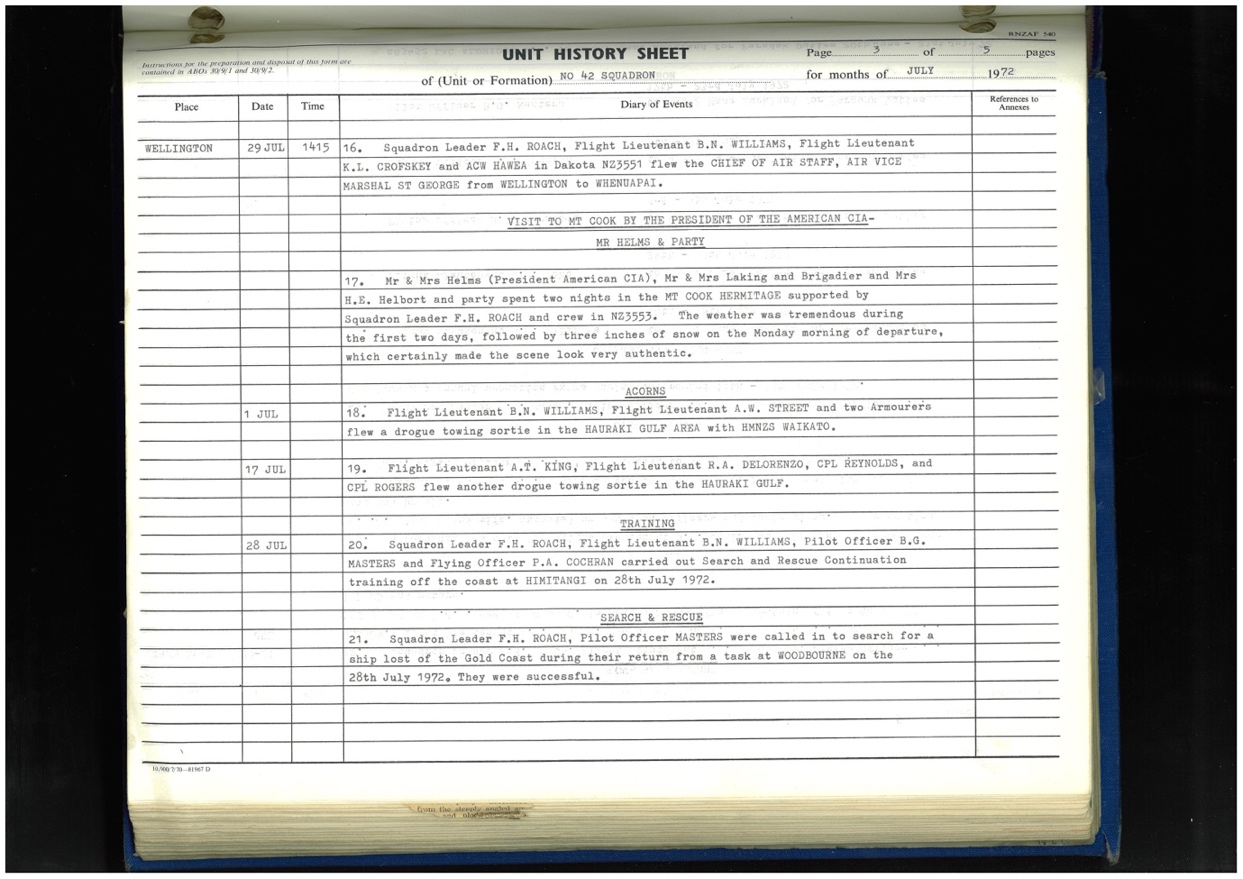 RNZAF 540
UNIT HISTORY SHEET
Page 3 of 5 pages
Instructions for the preparation and disposal of this form are
contained in ABOs 30/9/1 and 30/9/2.
of (Unit or Formation) NO 42 SQUADRON for months of JULY 1972
Place Date Time Diary of Events References to
Annexes
WELLINGTON 29 JUL 1415 16. Squadron Leader F.H. ROACH, Flight Lieutenant B.N. WILLIAMS, Flight Lieutenant
K.L. CROFSKEY and ACW HAWEA in Dakota NZ3551 flew the CHIEF OF AIR STAFF, AIR VICE
MARSHAL ST GEORGE from WELLINGTON to WHENUAPAI.
VISIT TO MT COOK BY THE PRESIDENT OF THE AMERICAN CIA-
MR HELMS & PARTY
17. Mr & Mrs Helms (President American CIA), Mr & Mrs Laking and Brigadier and Mrs
H.E. Helbort and party spent two nights in the MT COOK HERMITAGE supported by
Squadron Leader F.H. ROACH and crew in NZ3553. The weather was tremendous during
the first two days, followed by three inches of snow on the Monday morning of departure,
which certainly made the scene look very authentic.
ACORNS
1 JUL 18. Flight Lieutenant B.N. WILLIAMS, Flight Lieutenant A.W. STREET and two Armourers
flew a drogue towing sortie in the HAURAKI GULF AREA with HMNZS WAIKATO.
17 JUL 19. Flight Lieutenant A.T. KING, Flight Lieutenant R.A. DELORENZO, CPL REYNOLDS, and
CPL ROGERS flew another drogue towing sortie in the HAURAKI GULF.
TRAINING
28 JUL 20. Squadron Leader F.H. ROACH, Flight Lieutenant B.N. WILLIAMS, Pilot Officer B.G.
MASTERS and Flying Officer P.A. COCHRAN carried out Search and Rescue Continuation
training off the coast at HIMITANGI on 28th July 1972.
SEARCH & RESCUE
21. Squadron Leader F.H. ROACH, Pilot Officer MASTERS were called in to search for a
ship lost of the Gold Coast during their return from a task at WOODBOURNE on the
28th July 1972. They were successful.
10,900/7/70—81967 D
from the steeply angled
and